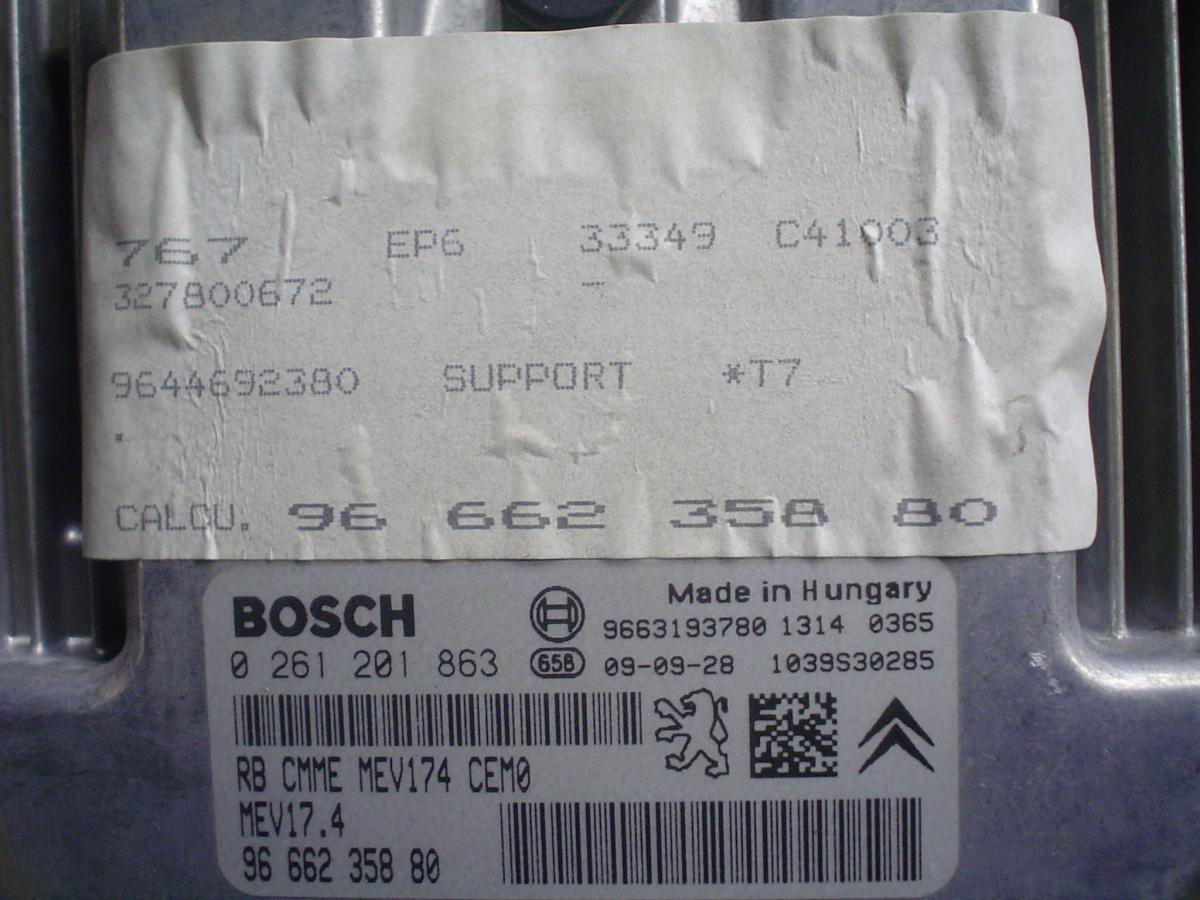 767 EP6 33349 C41003
327800672 -
9644692380 SUPPORT *T7
.
CALCU. 96 662 358 80
BOSCH
Made in Hungary
9663193780 1314 0365
0 261 201 863
658
09-09-28 1039S30285
RB CMME MEV174 CEM0
MEV17.4
96 662 358 80